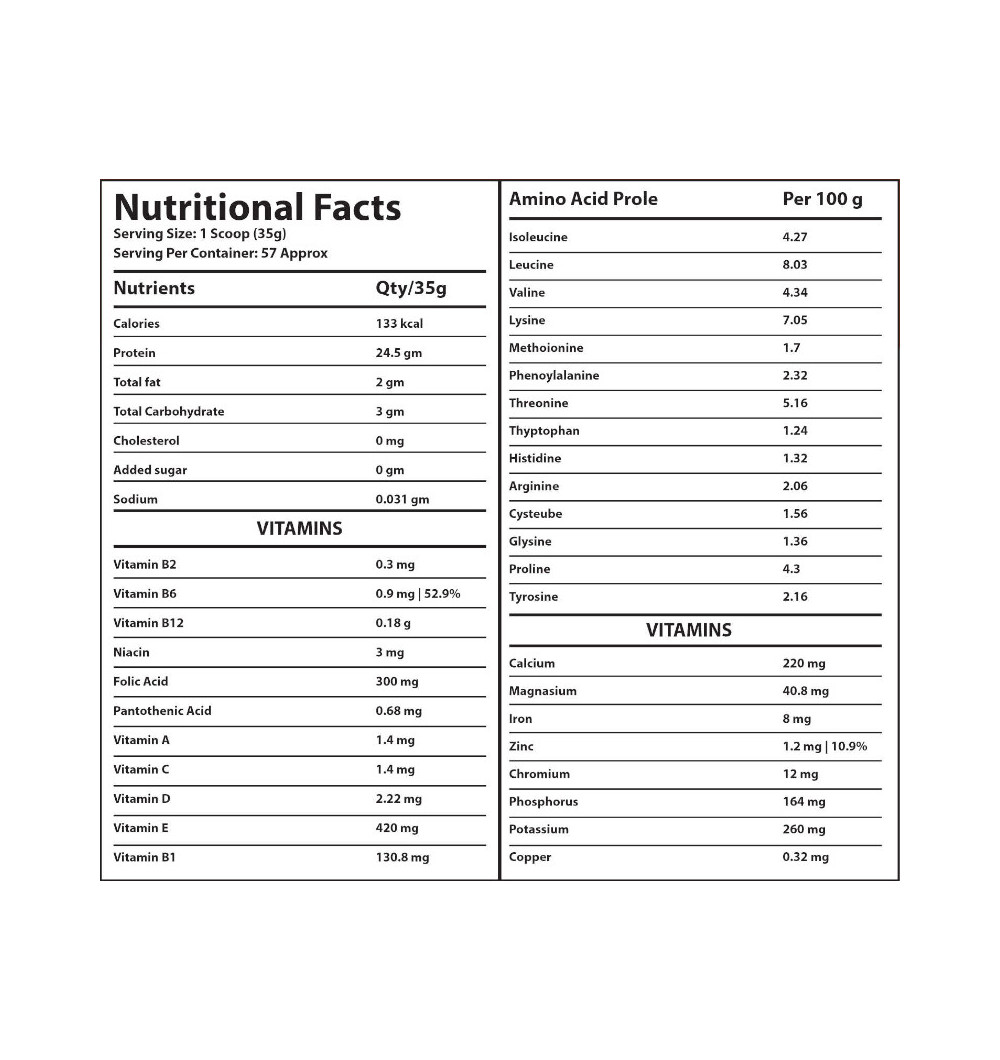 Nutritional Facts
Serving Size: 1 Scoop (35g)
Serving Per Container: 57 Approx
Nutrients Qty/35g
Calories 133 kcal
Protein 24.5 gm
Total fat 2 gm
Total Carbohydrate 3 gm
Cholesterol 0 mg
Added sugar 0 gm
Sodium 0.031 gm
VITAMINS
Vitamin B2 0.3 mg
Vitamin B6 0.9 mg | 52.9%
Vitamin B12 0.18 g
Niacin 3 mg
Folic Acid 300 mg
Pantothenic Acid 0.68 mg
Vitamin A 1.4 mg
Vitamin C 1.4 mg
Vitamin D 2.22 mg
Vitamin E 420 mg
Vitamin B1 130.8 mg
Amino Acid Prole Per 100 g
Isoleucine 4.27
Leucine 8.03
Valine 4.34
Lysine 7.05
Methoionine 1.7
Phenoylalanine 2.32
Threonine 5.16
Thyptophan 1.24
Histidine 1.32
Arginine 2.06
Cysteube 1.56
Glysine 1.36
Proline 4.3
Tyrosine 2.16
VITAMINS
Calcium 220 mg
Magnasium 40.8 mg
Iron 8 mg
Zinc 1.2 mg | 10.9%
Chromium 12 mg
Phosphorus 164 mg
Potassium 260 mg
Copper 0.32 mg